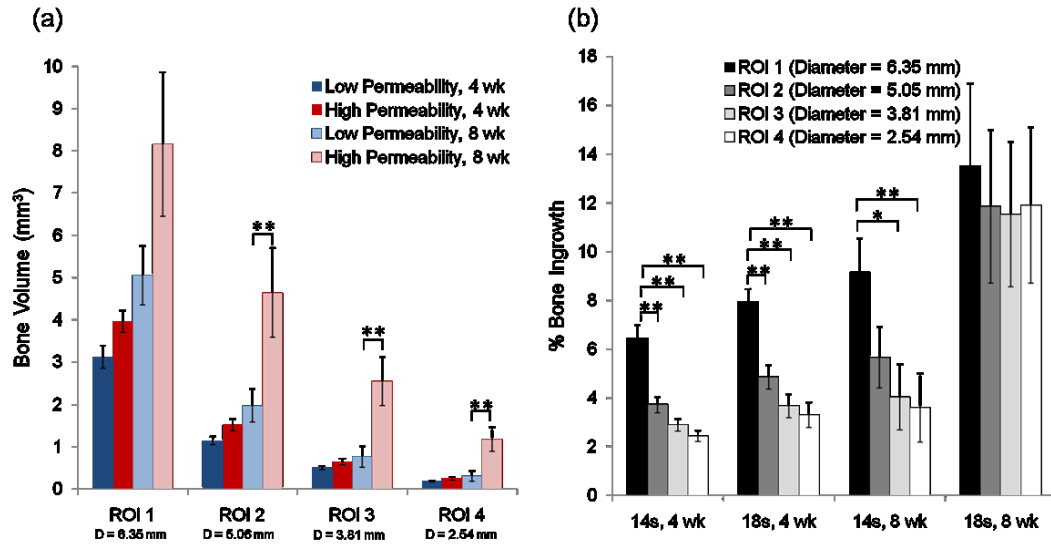 (a)
10
9
8
7
6
5
4
3
2
1
0
Bone Volume (mm³)
Low Permeability, 4 wk
High Permeability, 4 wk
Low Permeability, 8 wk
High Permeability, 8 wk
**
**
**
ROI 1
D = 6.35 mm
ROI 2
D = 5.06 mm
ROI 3
D = 3.81 mm
ROI 4
D = 2.54 mm
(b)
18
16
14
12
10
8
6
4
2
0
% Bone Ingrowth
ROI 1 (Diameter = 6.35 mm)
ROI 2 (Diameter = 5.05 mm)
ROI 3 (Diameter = 3.81 mm)
ROI 4 (Diameter = 2.54 mm)
**
**
**
**
**
**
**
*
14s, 4 wk
18s, 4 wk
14s, 8 wk
18s, 8 wk